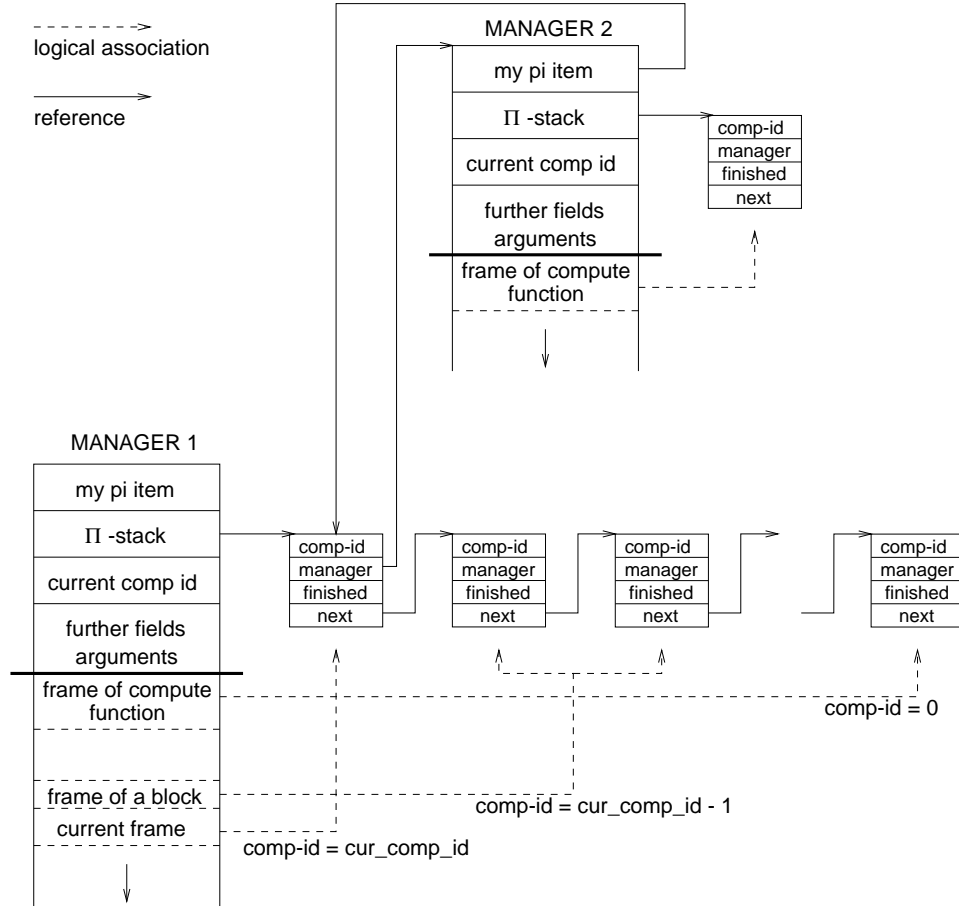 logical association
reference
MANAGER 2
my pi item
Π -stack
current comp id
further fields
arguments
frame of compute
function
comp-id
manager
finished
next
MANAGER 1
my pi item
Π -stack
current comp id
further fields
arguments
frame of compute
function
frame of a block
current frame
comp-id
manager
finished
next
comp-id
manager
finished
next
comp-id
manager
finished
next
comp-id
manager
finished
next
comp-id = 0
comp-id = cur_comp_id - 1
comp-id = cur_comp_id